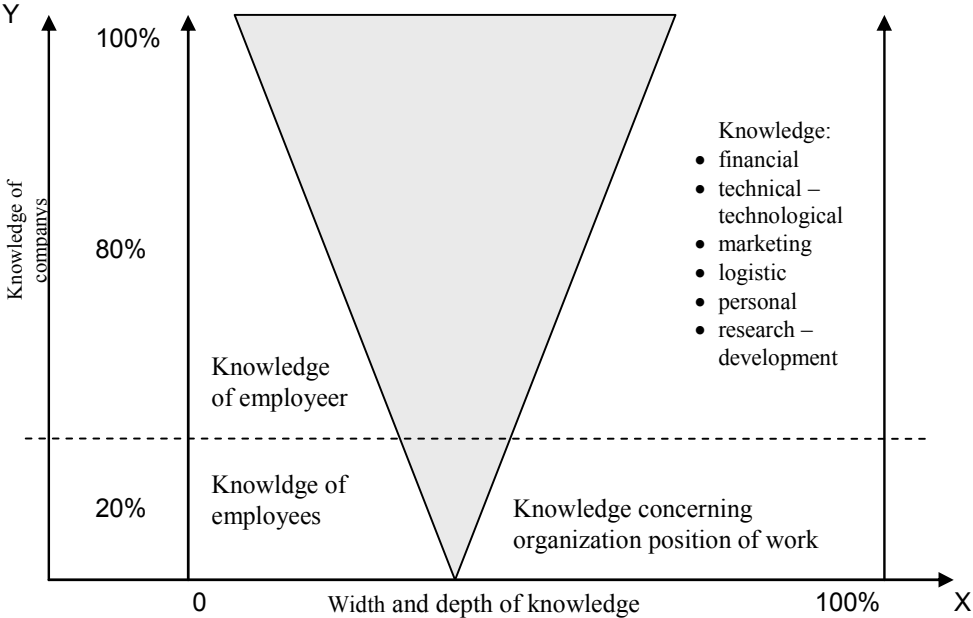 Y
100%
Knowledge:
• financial
• technical –
technological
• marketing
• logistic
• personal
• research –
development
Knowledge of
companys
80%
Knowledge
of employeer
Knowldge of
employees
20%
Knowledge concerning
organization position of work
0
Width and depth of knowledge
100%
X